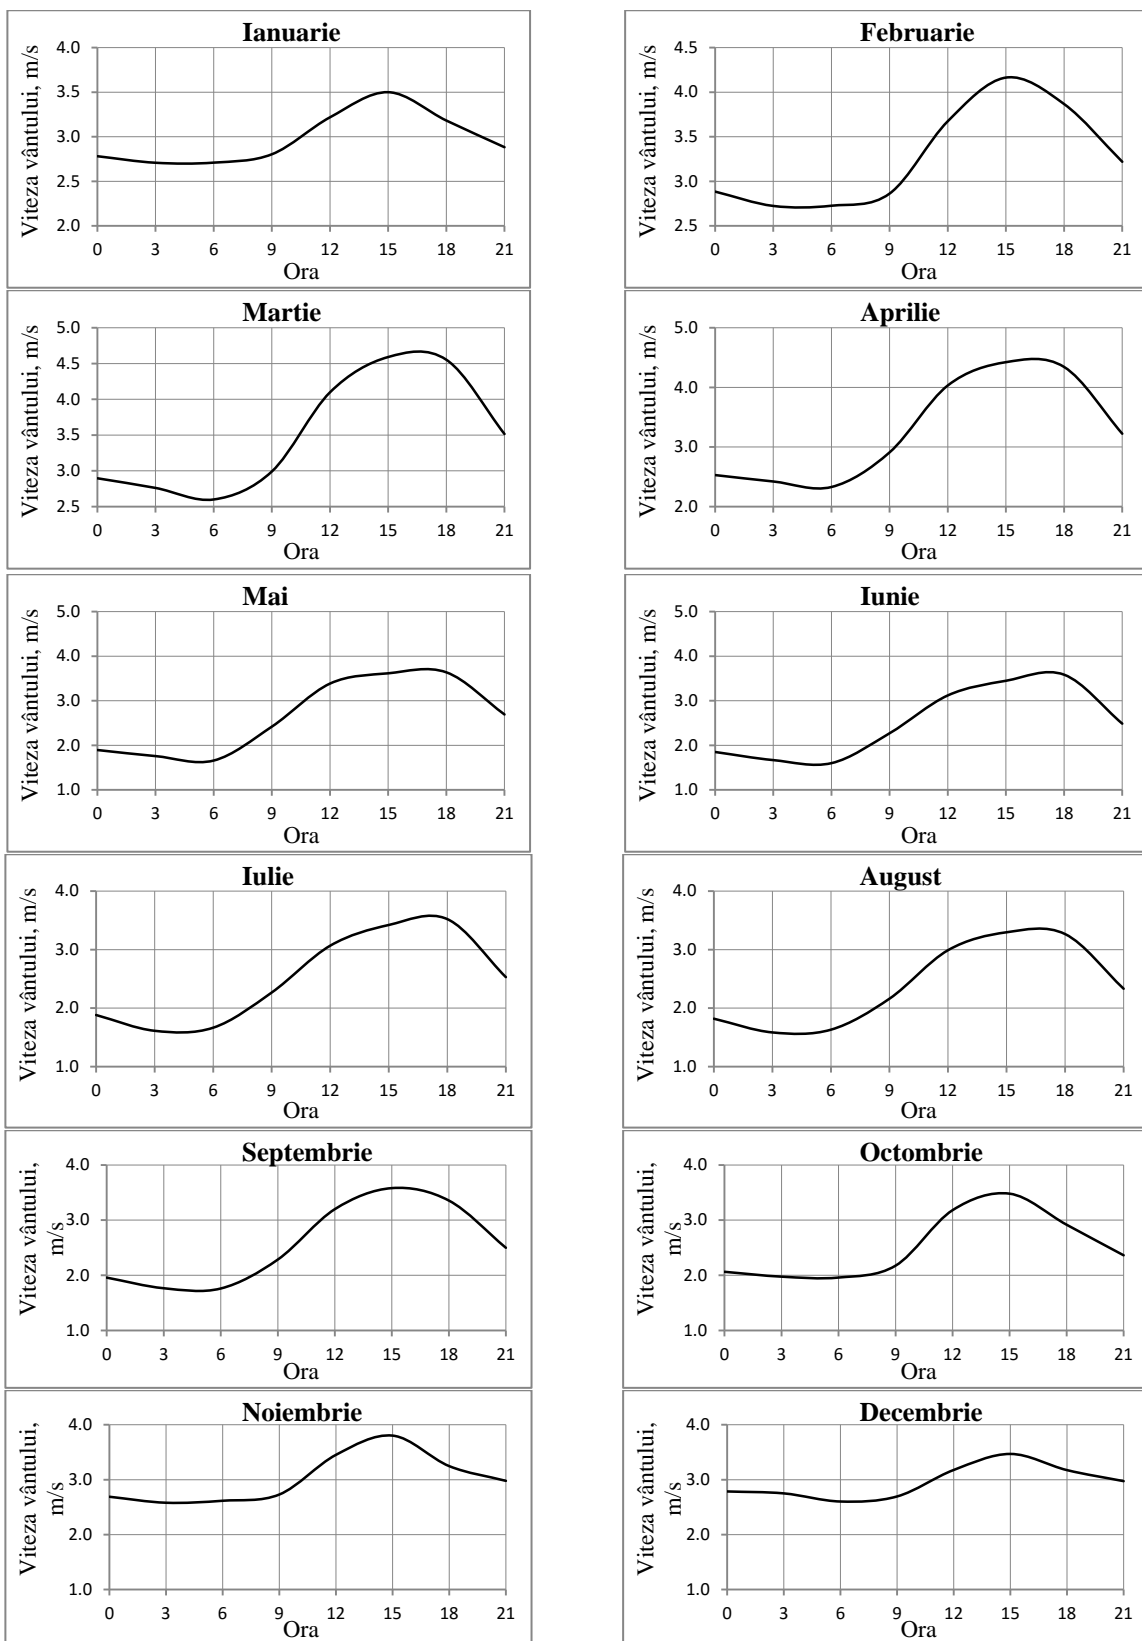 Ianuarie
Viteza vântului, m/s
4.0
3.5
3.0
2.5
2.0
0 3 6 9 12 15 18 21
Ora
Februarie
Viteza vântului, m/s
4.5
4.0
3.5
3.0
2.5
0 3 6 9 12 15 18 21
Ora
Martie
Viteza vântului, m/s
5.0
4.5
4.0
3.5
3.0
2.5
0 3 6 9 12 15 18 21
Ora
Aprilie
Viteza vântului, m/s
5.0
4.0
3.0
2.0
0 3 6 9 12 15 18 21
Ora
Mai
Viteza vântului, m/s
5.0
4.0
3.0
2.0
1.0
0 3 6 9 12 15 18 21
Ora
Iunie
Viteza vântului, m/s
5.0
4.0
3.0
2.0
1.0
0 3 6 9 12 15 18 21
Ora
Iulie
Viteza vântului, m/s
4.0
3.0
2.0
1.0
0 3 6 9 12 15 18 21
Ora
August
Viteza vântului, m/s
4.0
3.0
2.0
1.0
0 3 6 9 12 15 18 21
Ora
Septembrie
Viteza vântului,
m/s
4.0
3.0
2.0
1.0
0 3 6 9 12 15 18 21
Ora
Octombrie
Viteza vântului,
m/s
4.0
3.0
2.0
1.0
0 3 6 9 12 15 18 21
Ora
Noiembrie
Viteza vântului,
m/s
4.0
3.0
2.0
1.0
0 3 6 9 12 15 18 21
Ora
Decembrie
Viteza vântului,
m/s
4.0
3.0
2.0
1.0
0 3 6 9 12 15 18 21
Ora